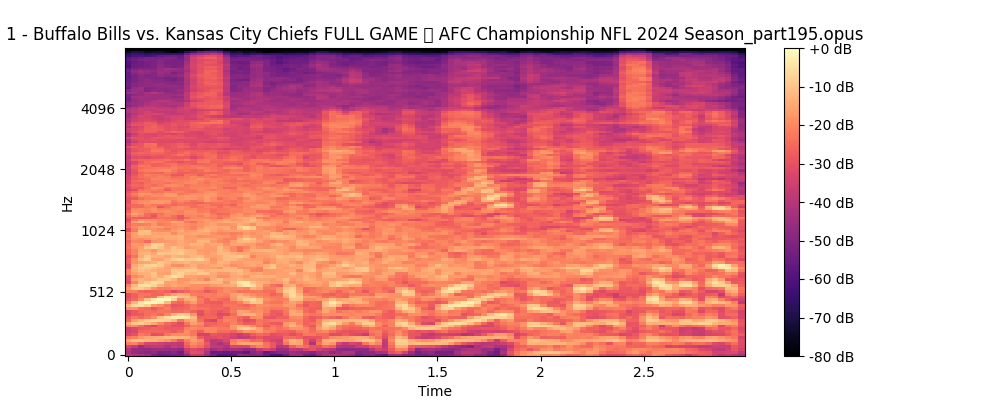 1 - Buffalo Bills vs. Kansas City Chiefs FULL GAME ▯ AFC Championship NFL 2024 Season_part195.opus
+0 dB
-10 dB
-20 dB
-30 dB
-40 dB
-50 dB
-60 dB
-70 dB
-80 dB
4096
2048
1024
512
0
Hz
0 0.5 1 1.5 2 2.5
Time